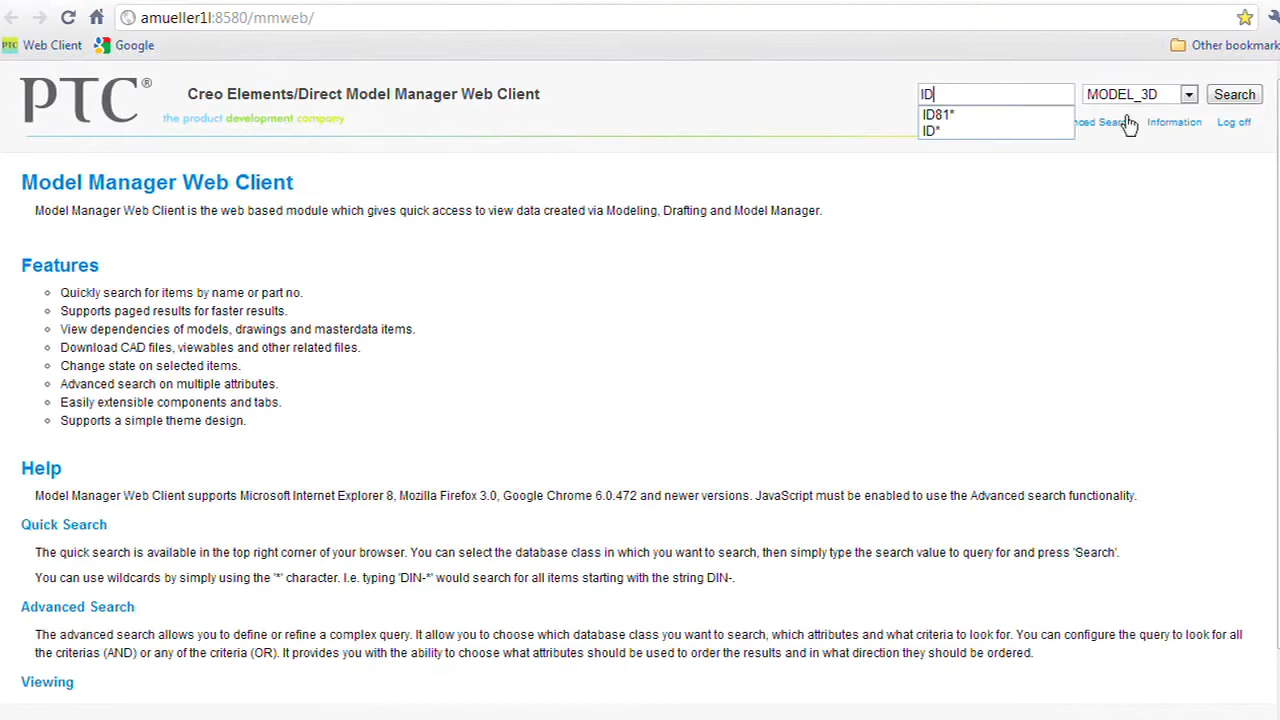 amueller1l:8580/mmweb/
PTC Web Client Google Other bookmark
PTC®
Creo Elements/Direct Model Manager Web Client
the product development company
ID MODEL_3D Search
ID81*
ID*
ced Sear Information Log off
Model Manager Web Client
Model Manager Web Client is the web based module which gives quick access to view data created via Modeling, Drafting and Model Manager.
Features
Quickly search for items by name or part no.
Supports paged results for faster results.
View dependencies of models, drawings and masterdata items.
Download CAD files, viewables and other related files.
Change state on selected items.
Advanced search on multiple attributes.
Easily extensible components and tabs.
Supports a simple theme design.
Help
Model Manager Web Client supports Microsoft Internet Explorer 8, Mozilla Firefox 3.0, Google Chrome 6.0.472 and newer versions. JavaScript must be enabled to use the Advanced search functionality.
Quick Search
The quick search is available in the top right corner of your browser. You can select the database class in which you want to search, then simply type the search value to query for and press 'Search'.
You can use wildcards by simply using the '*' character. I.e. typing 'DIN-*' would search for all items starting with the string DIN-.
Advanced Search
The advanced search allows you to define or refine a complex query. It allow you to choose which database class you want to search, which attributes and what criteria to look for. You can configure the query to look for all
the criterias (AND) or any of the criteria (OR). It provides you with the ability to choose what attributes should be used to order the results and in what direction they should be ordered.
Viewing